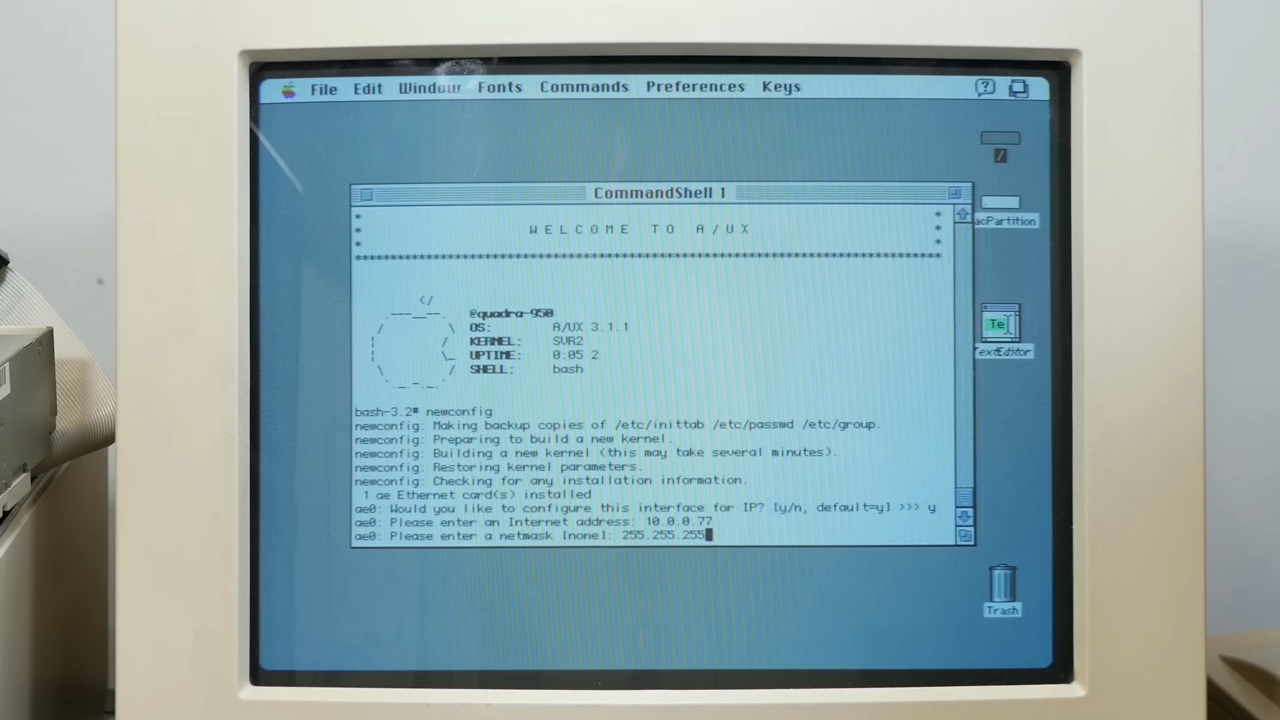 File Edit Window Fonts Commands Preferences Keys
/
acPartition
CommandShell 1
* *
* WELCOME TO A/UX *
* *
***************************************************************************
@quadra-950
OS: A/UX 3.1.1
KERNEL: SVR2
UPTIME: 0:05 2
SHELL: bash
bash-3.2# newconfig
newconfig: Making backup copies of /etc/inittab /etc/passwd /etc/group.
newconfig: Preparing to build a new kernel.
newconfig: Building a new kernel (this may take several minutes).
newconfig: Restoring kernel parameters.
newconfig: Checking for any installation information.
1 ae Ethernet card(s) installed
ae0: Would you like to configure this interface for IP? [y/n, default=y] >>> y
ae0: Please enter an Internet address: 10.0.0.77
ae0: Please enter a netmask [none]: 255.255.255
Te
TextEditor
Trash